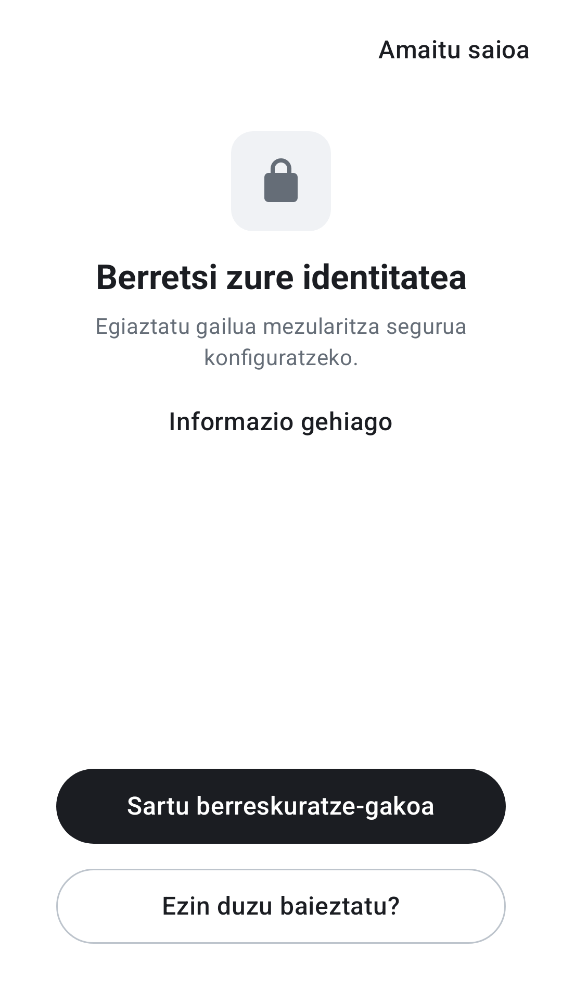 Amaitu saioa
Berretsi zure identitatea
Egiaztatu gailua mezularitza segurua
konfiguratzeko.
Informazio gehiago
Sartu berreskuratze-gakoa
Ezin duzu baieztatu?